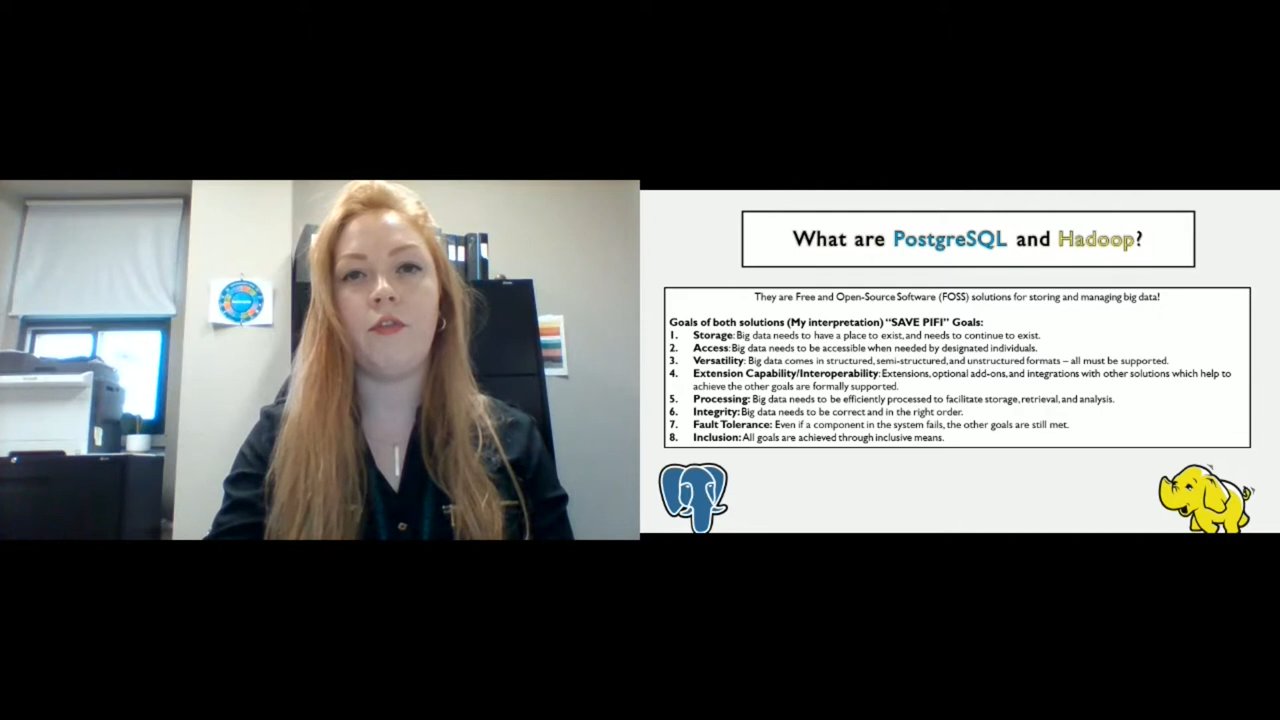 What are PostgreSQL and Hadoop?
They are Free and Open-Source Software (FOSS) solutions for storing and managing big data!
Goals of both solutions (My interpretation) “SAVE PIFI” Goals:
1. Storage: Big data needs to have a place to exist, and needs to continue to exist.
2. Access: Big data needs to be accessible when needed by designated individuals.
3. Versatility: Big data comes in structured, semi-structured, and unstructured formats – all must be supported.
4. Extension Capability/Interoperability: Extensions, optional add-ons, and integrations with other solutions which help to
achieve the other goals are formally supported.
5. Processing: Big data needs to be efficiently processed to facilitate storage, retrieval, and analysis.
6. Integrity: Big data needs to be correct and in the right order.
7. Fault Tolerance: Even if a component in the system fails, the other goals are still met.
8. Inclusion: All goals are achieved through inclusive means.